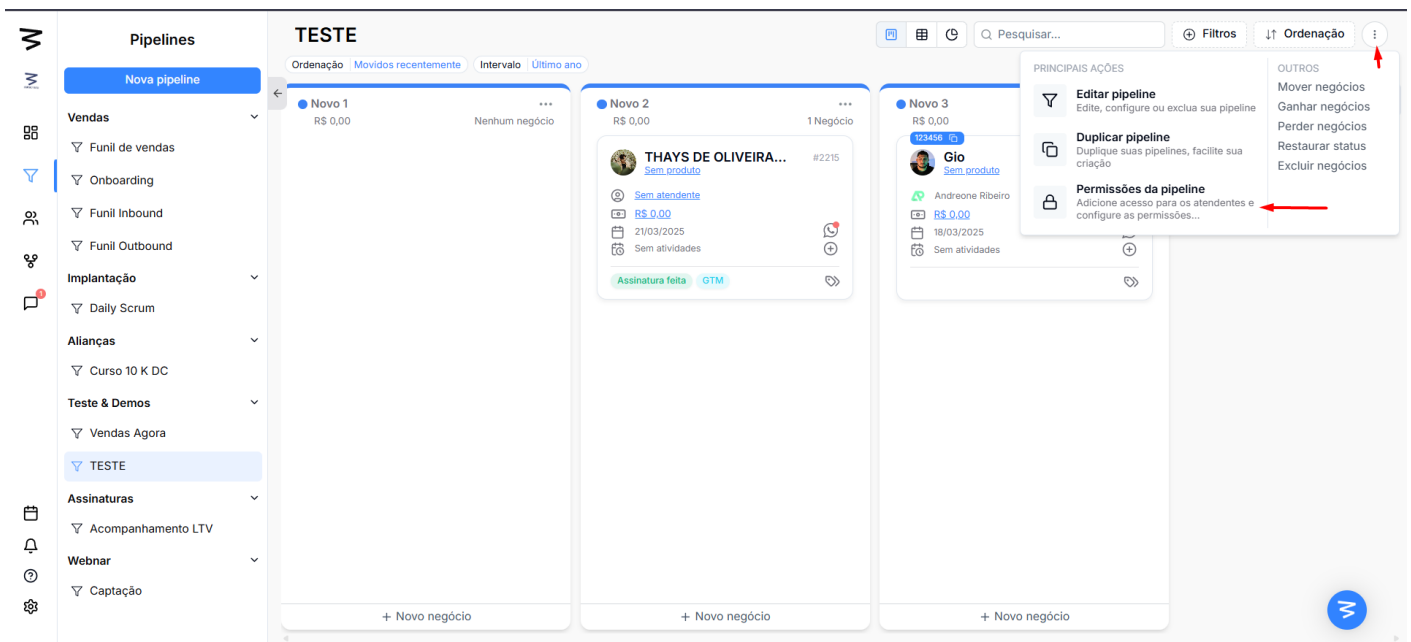 Pipelines
Nova pipeline
Vendas
Funil de vendas
Onboarding
Funil Inbound
Funil Outbound
Implantação
Daily Scrum
Alianças
Curso 10 K DC
Teste & Demos
Vendas Agora
TESTE
Assinaturas
Acompanhamento LTV
Webnar
Captação
1
TESTE
Pesquisar...
Filtros
Ordenação
Ordenação Movidos recentemente
Intervalo Último ano
Novo 1
R$ 0,00 Nenhum negócio
+ Novo negócio
Novo 2
R$ 0,00 1 Negócio
THAYS DE OLIVEIRA... #2215
Sem produto
Sem atendente
R$ 0,00
21/03/2025
Sem atividades
Assinatura feita GTM
+ Novo negócio
Novo 3
R$ 0,00
123456
Gio
Sem produto
Andreone Ribeiro
R$ 0,00
18/03/2025
Sem atividades
+ Novo negócio
PRINCIPAIS AÇÕES
Editar pipeline
Edite, configure ou exclua sua pipeline
Duplicar pipeline
Duplique suas pipelines, facilite sua
criação
Permissões da pipeline
Adicione acesso para os atendentes e
configure as permissões...
OUTROS
Mover negócios
Ganhar negócios
Perder negócios
Restaurar status
Excluir negócios